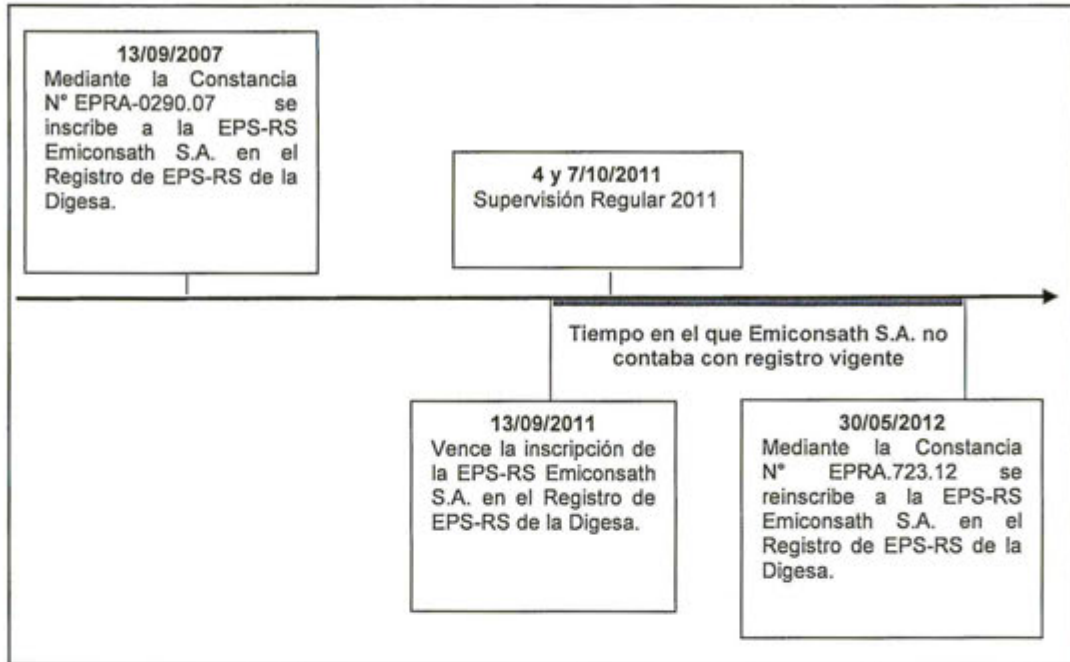 13/09/2007
Mediante la Constancia
N° EPRA-0290.07 se
inscribe a la EPS-RS
Emiconsath S.A. en el
Registro de EPS-RS de la
Digesa.
4 y 7/10/2011
Supervisión Regular 2011
Tiempo en el que Emiconsath S.A. no
contaba con registro vigente
13/09/2011
Vence la inscripción de
la EPS-RS Emiconsath
S.A. en el Registro de
EPS-RS de la Digesa.
30/05/2012
Mediante la Constancia
N° EPRA.723.12 se
reinscribe a la EPS-RS
Emiconsath S.A. en el
Registro de EPS-RS de la
Digesa.